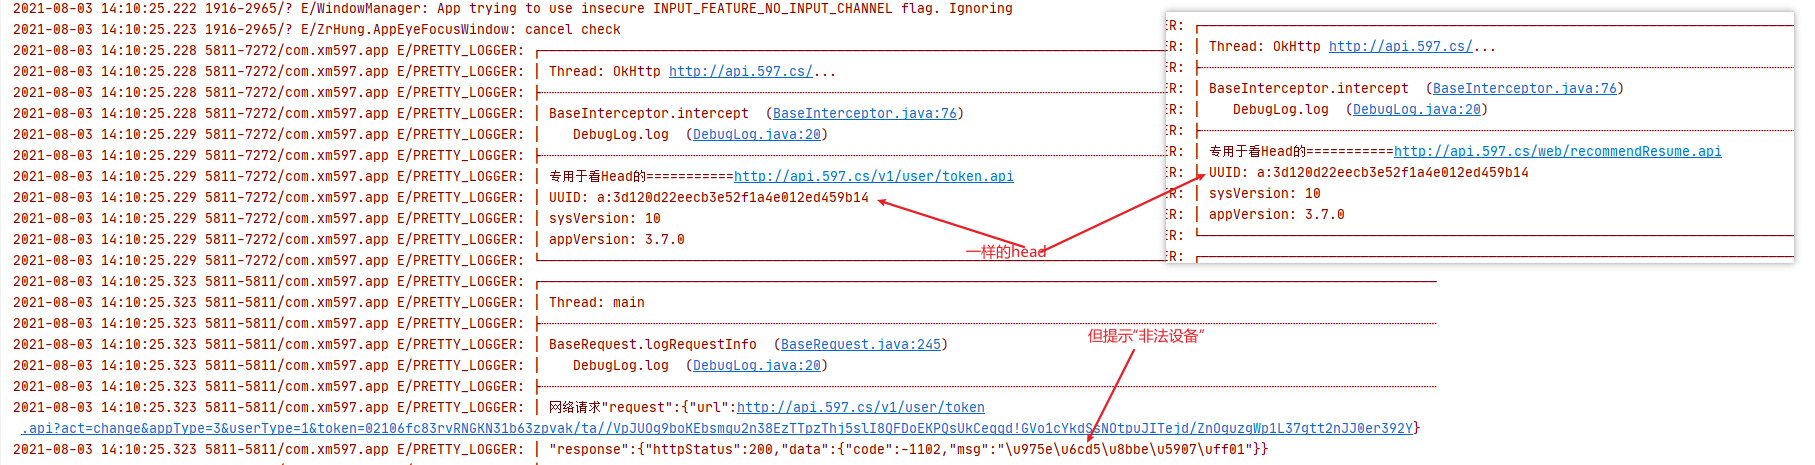 2021-08-03 14:10:25.222 1916-2965/? E/WindowManager: App trying to use insecure INPUT_FEATURE_NO_INPUT_CHANNEL flag. Ignoring
2021-08-03 14:10:25.223 1916-2965/? E/ZrHung.AppEyeFocusWindow: cancel check
2021-08-03 14:10:25.228 5811-7272/com.xm597.app E/PRETTY_LOGGER:
2021-08-03 14:10:25.228 5811-7272/com.xm597.app E/PRETTY_LOGGER: │ Thread: OkHttp http://api.597.cs/...
2021-08-03 14:10:25.228 5811-7272/com.xm597.app E/PRETTY_LOGGER:
2021-08-03 14:10:25.228 5811-7272/com.xm597.app E/PRETTY_LOGGER: │ BaseInterceptor.intercept (BaseInterceptor.java:76)
2021-08-03 14:10:25.229 5811-7272/com.xm597.app E/PRETTY_LOGGER: │ DebugLog.log (DebugLog.java:20)
2021-08-03 14:10:25.229 5811-7272/com.xm597.app E/PRETTY_LOGGER:
2021-08-03 14:10:25.229 5811-7272/com.xm597.app E/PRETTY_LOGGER: │ 专用于看Head的===========http://api.597.cs/v1/user/token.api
2021-08-03 14:10:25.229 5811-7272/com.xm597.app E/PRETTY_LOGGER: │ UUID: a:3d120d22eecb3e52f1a4e012ed459b14
2021-08-03 14:10:25.229 5811-7272/com.xm597.app E/PRETTY_LOGGER: │ sysVersion: 10
2021-08-03 14:10:25.229 5811-7272/com.xm597.app E/PRETTY_LOGGER: │ appVersion: 3.7.0
2021-08-03 14:10:25.229 5811-7272/com.xm597.app E/PRETTY_LOGGER:
ER:
ER: │ Thread: OkHttp http://api.597.cs/...
ER:
ER: │ BaseInterceptor.intercept (BaseInterceptor.java:76)
ER: │ DebugLog.log (DebugLog.java:20)
ER:
ER: │ 专用于看Head的===========http://api.597.cs/web/recommendResume.api
ER: │ UUID: a:3d120d22eecb3e52f1a4e012ed459b14
ER: │ sysVersion: 10
ER: │ appVersion: 3.7.0
ER:
ER:
一样的head
2021-08-03 14:10:25.323 5811-5811/com.xm597.app E/PRETTY_LOGGER:
2021-08-03 14:10:25.323 5811-5811/com.xm597.app E/PRETTY_LOGGER: │ Thread: main
2021-08-03 14:10:25.323 5811-5811/com.xm597.app E/PRETTY_LOGGER:
但提示“非法设备”
2021-08-03 14:10:25.323 5811-5811/com.xm597.app E/PRETTY_LOGGER: │ BaseRequest.logRequestInfo (BaseRequest.java:245)
2021-08-03 14:10:25.323 5811-5811/com.xm597.app E/PRETTY_LOGGER: │ DebugLog.log (DebugLog.java:20)
2021-08-03 14:10:25.323 5811-5811/com.xm597.app E/PRETTY_LOGGER:
2021-08-03 14:10:25.323 5811-5811/com.xm597.app E/PRETTY_LOGGER: │ 网络请求"request":{"url":http://api.597.cs/v1/user/token
.api?act=change&appType=3&userType=1&token=02106fc83rvRNGKN31b63zpvak/ta//VpJUOg9boKEbsmqu2n38EzTTpzThj5slI8QFDoEKPQsUkCeqqd!GVo1cYkdSsNOtpuJITejd/ZnOquzgWp1L37qtt2nJJ0er392Y}
2021-08-03 14:10:25.323 5811-5811/com.xm597.app E/PRETTY_LOGGER: │ "response":{"httpStatus":200,"data":{"code":-1102,"msg":"\u975e\u6cd5\u8bbe\u5907\uff01"}}